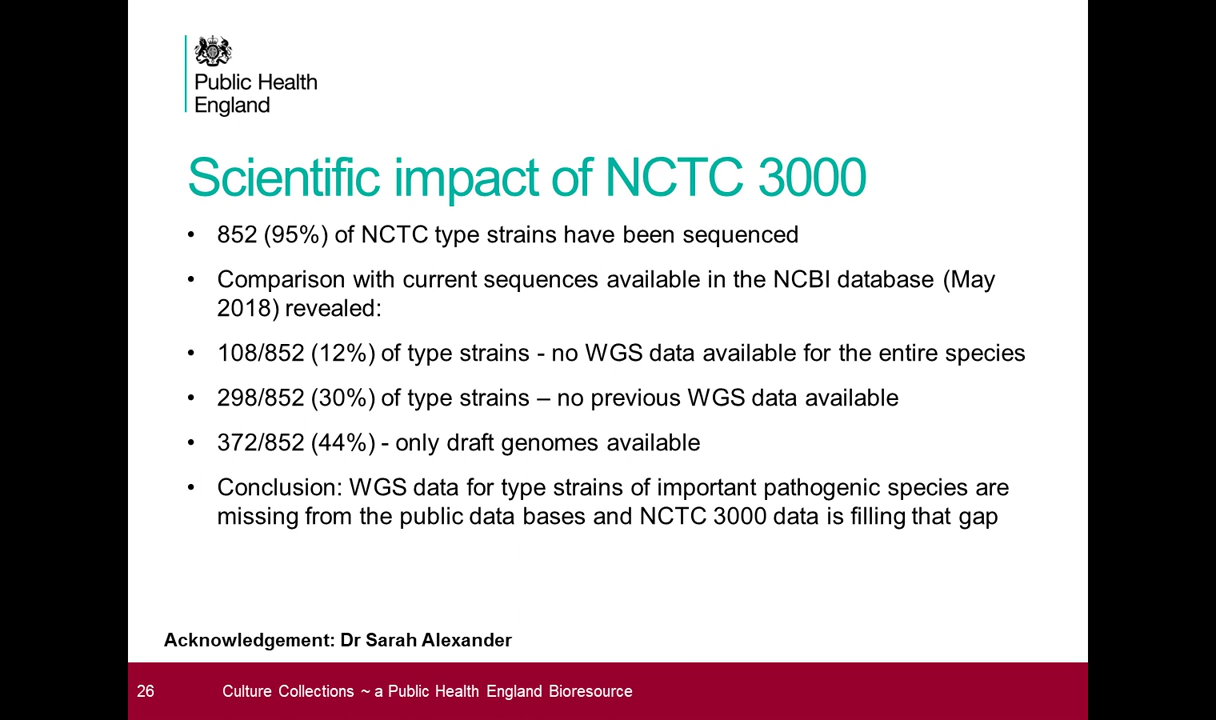 Public Health
England
Scientific impact of NCTC 3000
• 852 (95%) of NCTC type strains have been sequenced
• Comparison with current sequences available in the NCBI database (May
2018) revealed:
• 108/852 (12%) of type strains - no WGS data available for the entire species
• 298/852 (30%) of type strains – no previous WGS data available
• 372/852 (44%) - only draft genomes available
• Conclusion: WGS data for type strains of important pathogenic species are
missing from the public data bases and NCTC 3000 data is filling that gap
Acknowledgement: Dr Sarah Alexander
26 Culture Collections ~ a Public Health England Bioresource